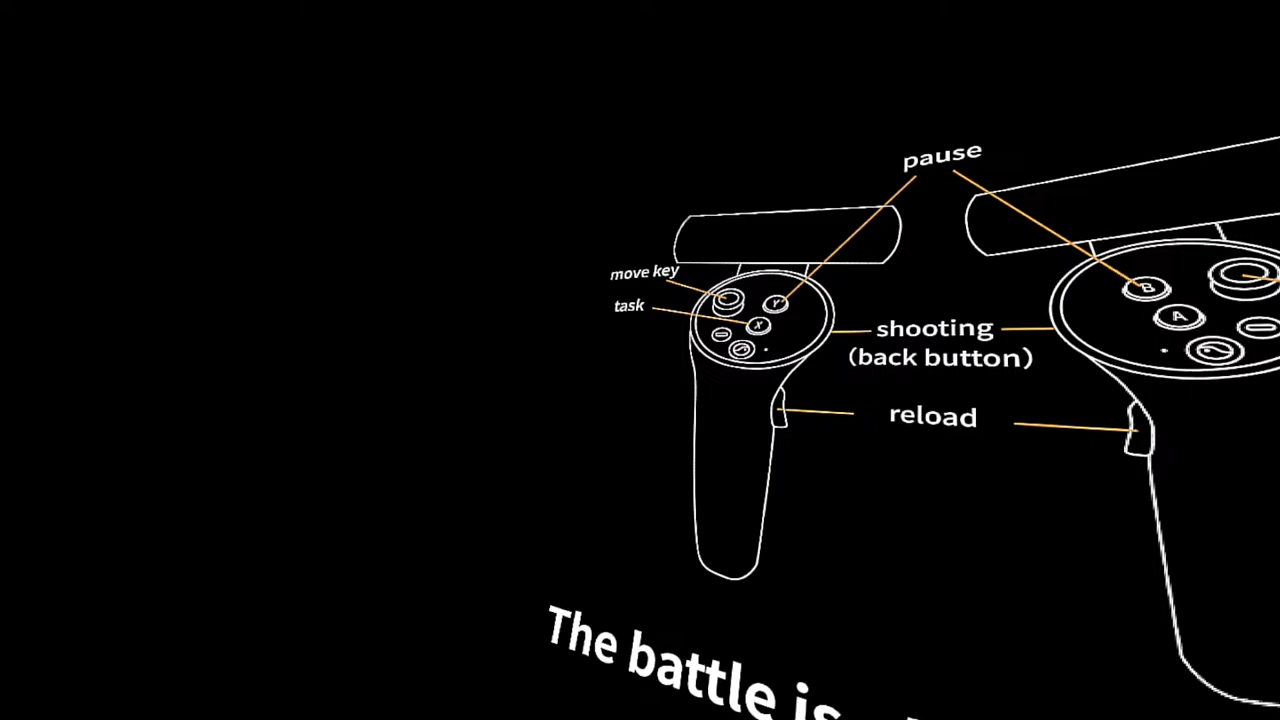 pause
move key
task
Y
X
B
A
shooting
(back button)
reload
The battle is